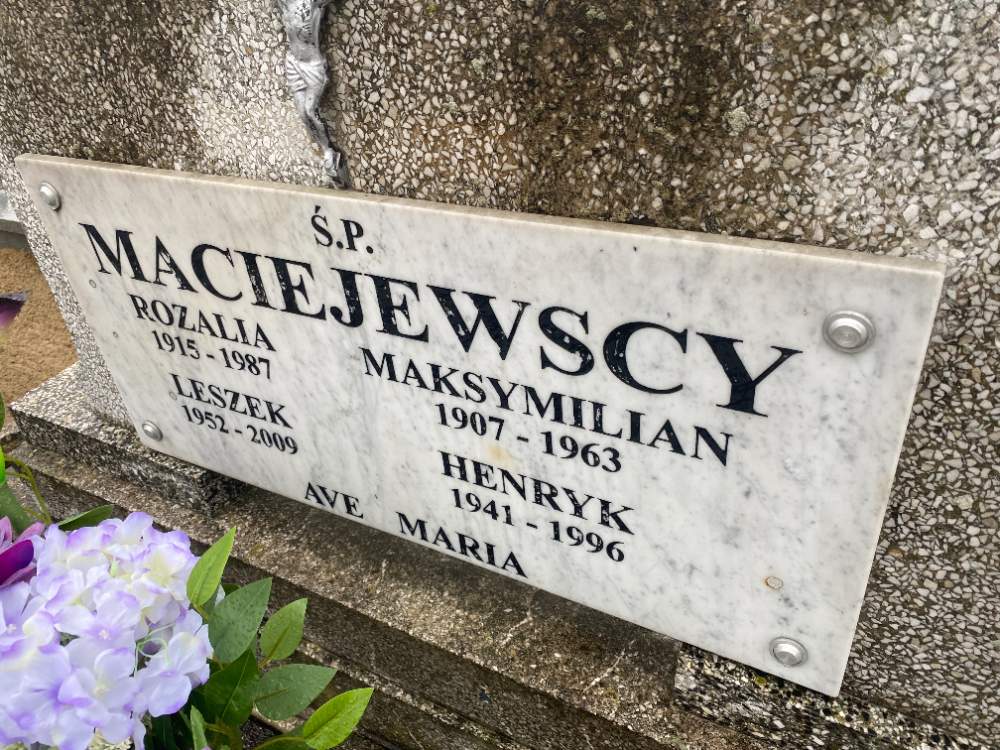 Ś.P.
MACIEJEWSCY
ROZALIA
1915 - 1987
MAKSYMILIAN
1907 - 1963
LESZEK
1952 - 2009
HENRYK
1941 - 1996
AVE MARIA